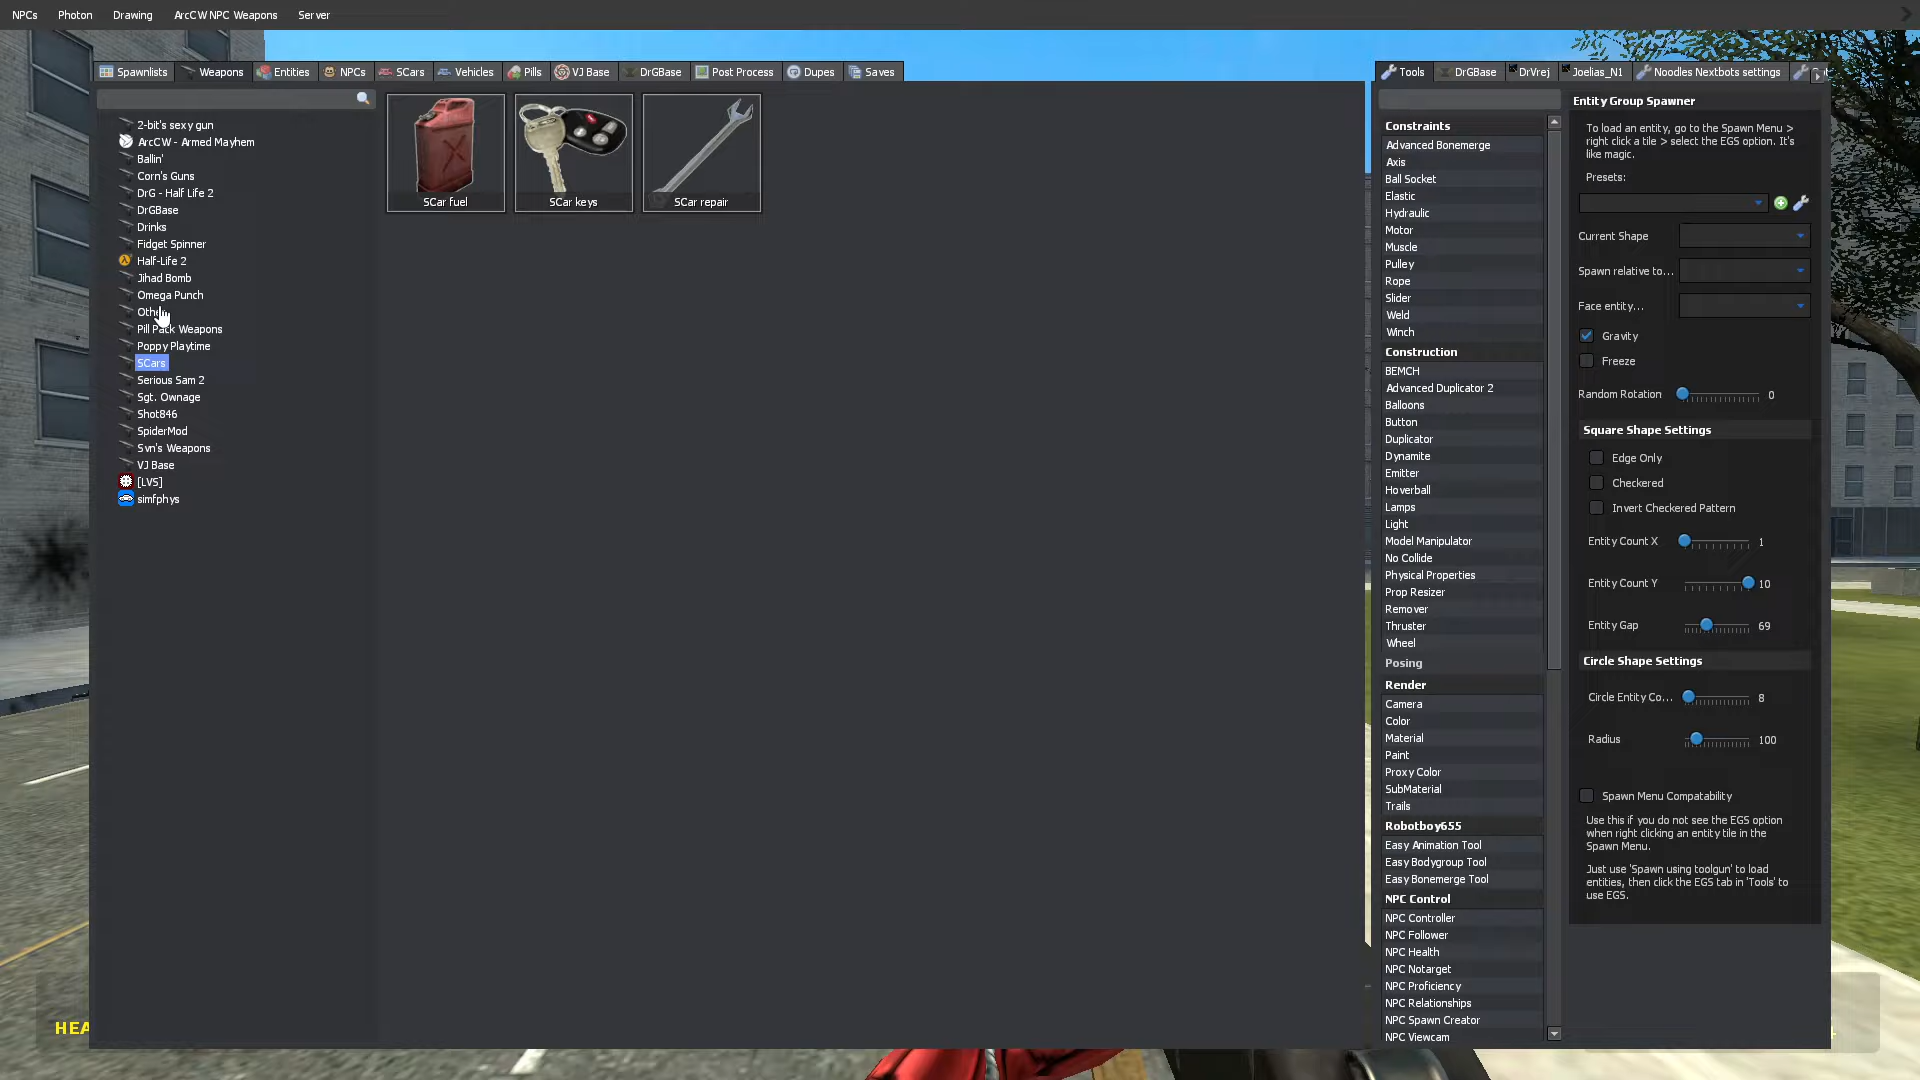 NPCs Photon Drawing ArcCW NPC Weapons Server
Spawnlists Weapons Entities NPCs SCars Vehicles Pills VJ Base DrGBase Post Process Dupes Saves
2-bit's sexy gun
ArcCW - Armed Mayhem
Ballin'
Corn's Guns
DrG - Half Life 2
DrGBase
Drinks
Fidget Spinner
Half-Life 2
Jihad Bomb
Omega Punch
Pill Pack Weapons
Poppy Playtime
SCars
Serious Sam 2
Sgt. Ownage
Shot846
SpiderMod
Svn's Weapons
VJ Base
[LVS]
simfphys
SCar fuel
SCar keys
SCar repair
Tools DrGBase DrVrej Joelias_N1 Noodles Nextbots settings
Constraints
Advanced Bonemerge
Axis
Ball Socket
Elastic
Hydraulic
Motor
Muscle
Pulley
Rope
Slider
Weld
Winch
Construction
BEMCH
Advanced Duplicator 2
Balloons
Button
Duplicator
Dynamite
Emitter
Hoverball
Lamps
Light
Model Manipulator
No Collide
Physical Properties
Prop Resizer
Remover
Thruster
Wheel
Posing
Render
Camera
Color
Material
Paint
Proxy Color
SubMaterial
Trails
Robotboy655
Easy Animation Tool
Easy Bodygroup Tool
Easy Bonemerge Tool
NPC Control
NPC Controller
NPC Follower
NPC Health
NPC Notarget
NPC Proficiency
NPC Relationships
NPC Spawn Creator
NPC Viewcam
Entity Group Spawner
To load an entity, go to the Spawn Menu >
right click a tile > select the EGS option. It's
like magic.
Presets:
Current Shape
Spawn relative to...
Face entity...
Gravity
Freeze
Random Rotation 0
Square Shape Settings
Edge Only
Checkered
Invert Checkered Pattern
Entity Count X 1
Entity Count Y 10
Entity Gap 69
Circle Shape Settings
Circle Entity Co... 8
Radius 100
Spawn Menu Compatability
Use this if you do not see the EGS option
when right clicking an entity tile in the
Spawn Menu.
Just use 'Spawn using toolgun' to load
entities, then click the EGS tab in 'Tools' to
use EGS.
HEA